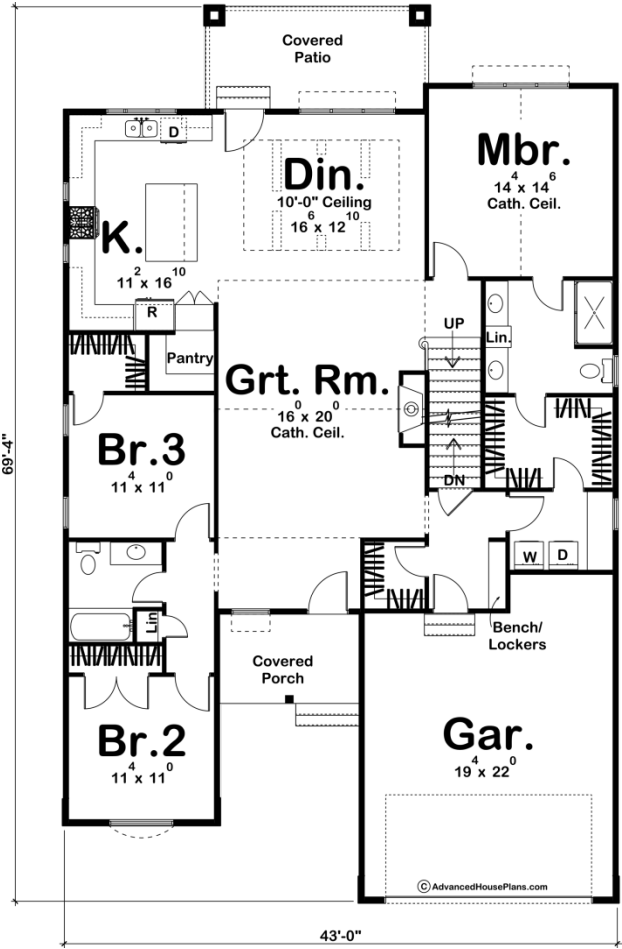 Covered
Patio
D
Din.
10'-0" Ceiling
16⁶ x 12¹⁰
Mbr.
14⁴ x 14⁶
Cath. Ceil.
K.
11² x 16¹⁰
R
Pantry
UP
Lin.
Grt. Rm.
16⁰ x 20⁰
Cath. Ceil.
Br.3
11⁴ x 11⁰
DN
W
D
Lin
Bench/
Lockers
Covered
Porch
Br.2
11⁴ x 11⁰
Gar.
19⁴ x 22⁰
© AdvancedHousePlans.com
69'-4"
43'-0"